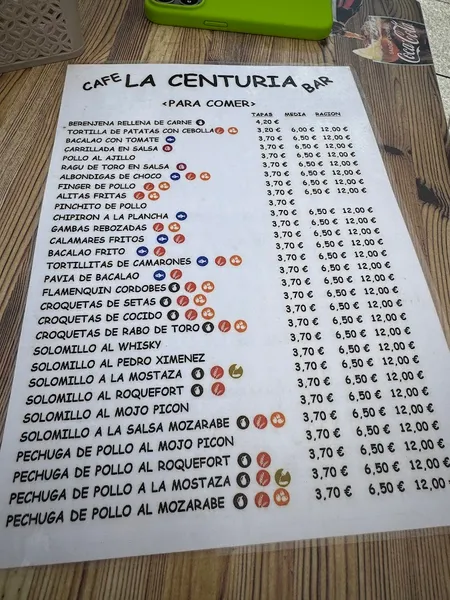 CAFE LA CENTURIA BAR
<PARA COMER>
TAPAS MEDIA RACION
BERENJENA RELLENA DE CARNE 4,20 €
TORTILLA DE PATATAS CON CEBOLLA 3,20 € 6,00 € 12,00 €
BACALAO CON TOMATE 3,70 € 6,50 € 12,00 €
CARRILLADA EN SALSA 3,70 € 6,50 € 12,00 €
POLLO AL AJILLO 3,70 € 6,50 € 12,00 €
RAGU DE TORO EN SALSA 3,70 € 6,50 € 12,00 €
ALBONDIGAS DE CHOCO 3,70 € 6,50 € 12,00 €
FINGER DE POLLO 3,70 € 6,50 € 12,00 €
ALITAS FRITAS 3,70 € 6,50 € 12,00 €
PINCHITO DE POLLO 3,70 €
CHIPIRON A LA PLANCHA 3,70 € 6,50 € 12,00 €
GAMBAS REBOZADAS 3,70 € 6,50 € 12,00 €
CALAMARES FRITOS 3,70 € 6,50 € 12,00 €
BACALAO FRITO 3,70 € 6,50 € 12,00 €
TORTILLITAS DE CAMARONES 3,70 € 6,50 € 12,00 €
PAVIA DE BACALAO 3,70 € 6,50 € 12,00 €
FLAMENQUIN CORDOBES 3,70 € 6,50 € 12,00 €
CROQUETAS DE SETAS 3,70 € 6,50 € 12,00 €
CROQUETAS DE COCIDO 3,70 € 6,50 € 12,00 €
CROQUETAS DE RABO DE TORO 3,70 € 6,50 € 12,00 €
SOLOMILLO AL WHISKY 3,70 € 6,50 € 12,00 €
SOLOMILLO AL PEDRO XIMENEZ 3,70 € 6,50 € 12,00 €
SOLOMILLO A LA MOSTAZA 3,70 € 6,50 € 12,00 €
SOLOMILLO AL ROQUEFORT 3,70 € 6,50 € 12,00 €
SOLOMILLO AL MOJO PICON 3,70 € 6,50 € 12,00 €
SOLOMILLO A LA SALSA MOZARABE 3,70 € 6,50 € 12,00 €
PECHUGA DE POLLO AL MOJO PICON 3,70 € 6,50 € 12,00 €
PECHUGA DE POLLO AL ROQUEFORT 3,70 € 6,50 € 12,00 €
PECHUGA DE POLLO A LA MOSTAZA 3,70 € 6,50 € 12,00 €
PECHUGA DE POLLO AL MOZARABE 3,70 € 6,50 € 12,00
Coca-Cola